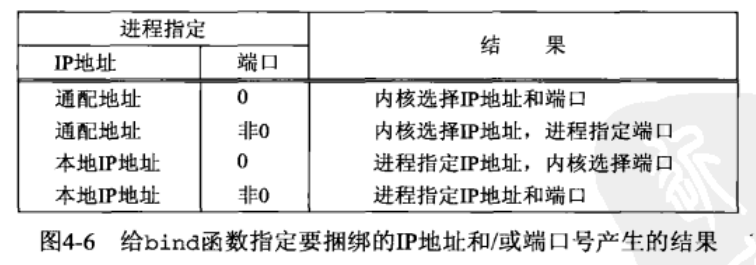 进程指定 结 果
IP地址 端口
通配地址 0 内核选择IP地址和端口
通配地址 非0 内核选择IP地址，进程指定端口
本地IP地址 0 进程指定IP地址，内核选择端口
本地IP地址 非0 进程指定IP地址和端口
图4-6 给bind函数指定要捆绑的IP地址和/或端口号产生的结果